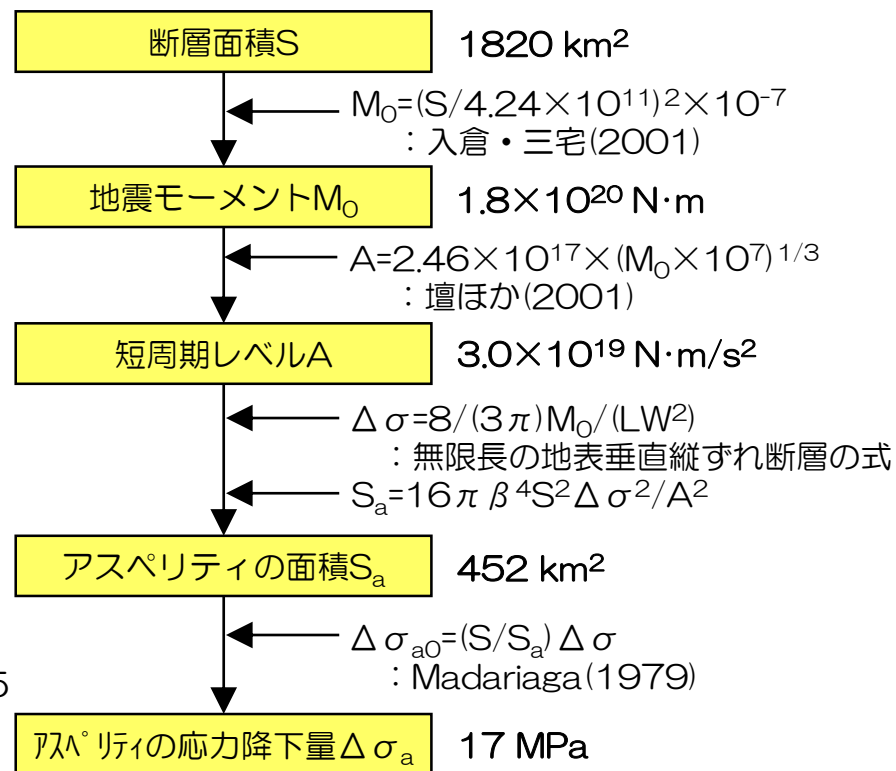 断層面積S 1820 km²
M₀=(S/4.24×10¹¹)²×10⁻⁷
：入倉・三宅(2001)
地震モーメントM₀ 1.8×10²⁰ N·m
A=2.46×10¹⁷×(M₀×10⁷)¹/³
：壇ほか(2001)
短周期レベルA 3.0×10¹⁹ N·m/s²
Δσ=8/(3π)M₀/(LW²)
：無限長の地表垂直縦ずれ断層の式
Sₐ=16πβ⁴S²Δσ²/A²
アスペリティの面積Sₐ 452 km²
Δσₐ₀=(S/Sₐ)Δσ
：Madariaga(1979)
5
ｱｽﾍﾟﾘﾃｨの応力降下量Δσₐ 17 MPa